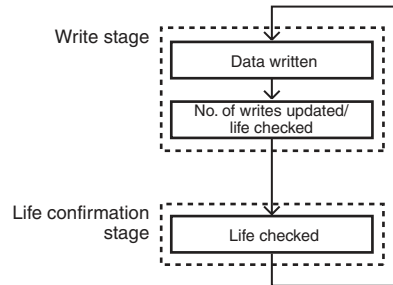 Write stage
Data written
No. of writes updated/
life checked
Life confirmation
stage
Life checked